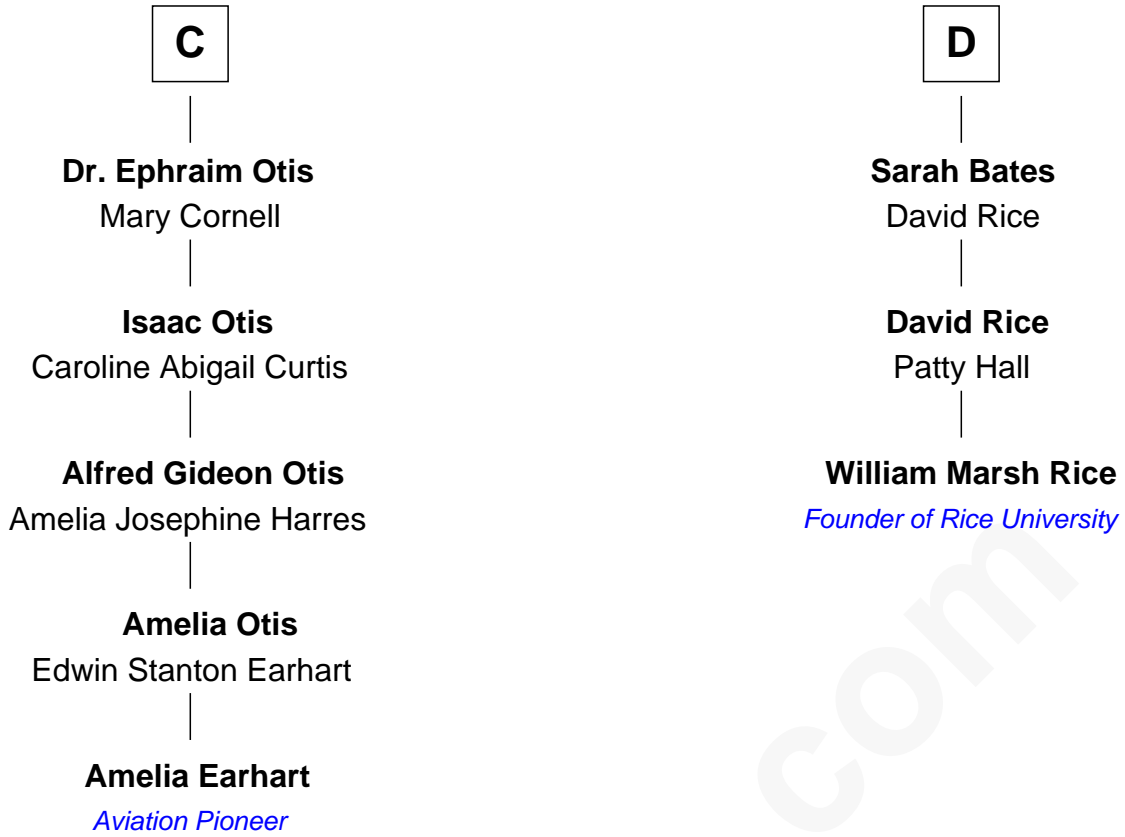 C
Dr. Ephraim Otis
Mary Cornell
Isaac Otis
Caroline Abigail Curtis
Alfred Gideon Otis
Amelia Josephine Harres
Amelia Otis
Edwin Stanton Earhart
Amelia Earhart
Aviation Pioneer
D
Sarah Bates
David Rice
David Rice
Patty Hall
William Marsh Rice
Founder of Rice University
com